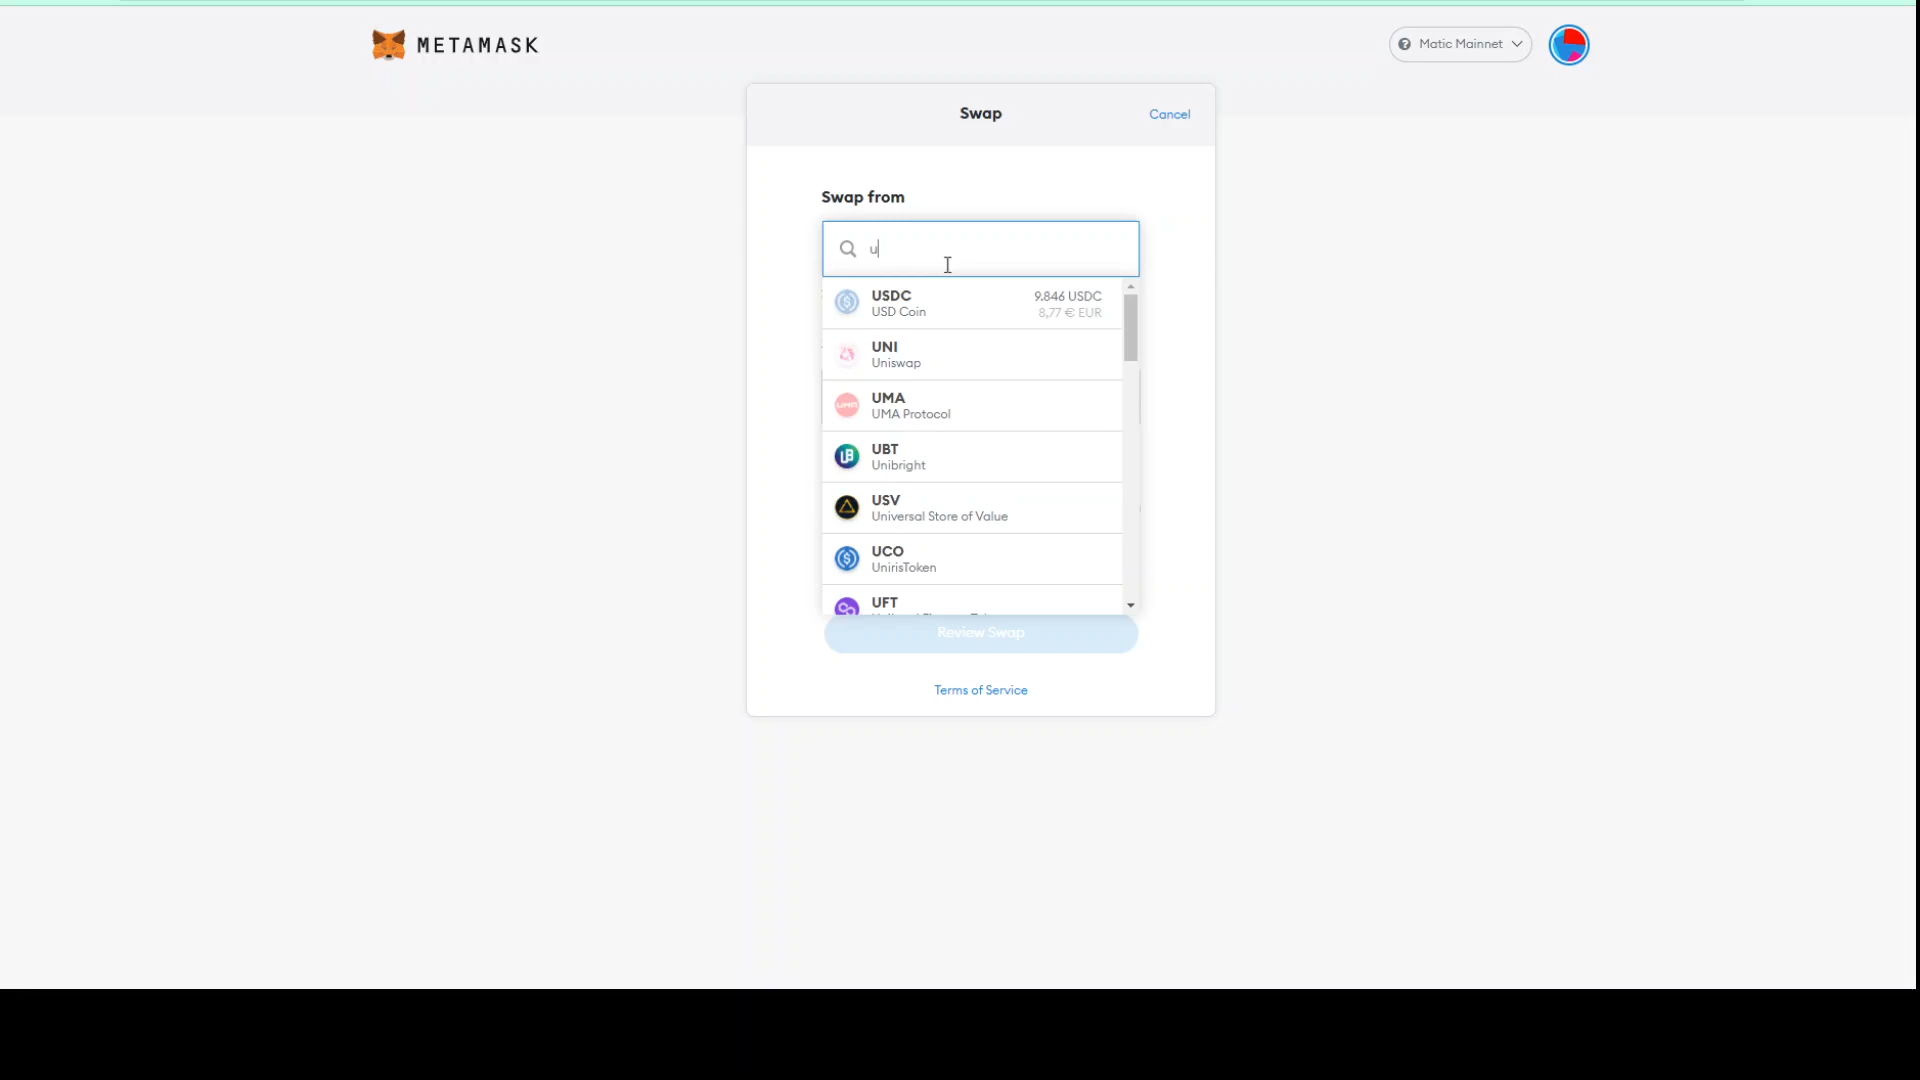 METAMASK
Matic Mainnet
Swap
Cancel
Swap from
u
USDC
USD Coin
9.846 USDC
8,77 € EUR
UNI
Uniswap
UMA
UMA Protocol
UBT
Unibright
USV
Universal Store of Value
UCO
UnirisToken
UFT
Review Swap
Terms of Service